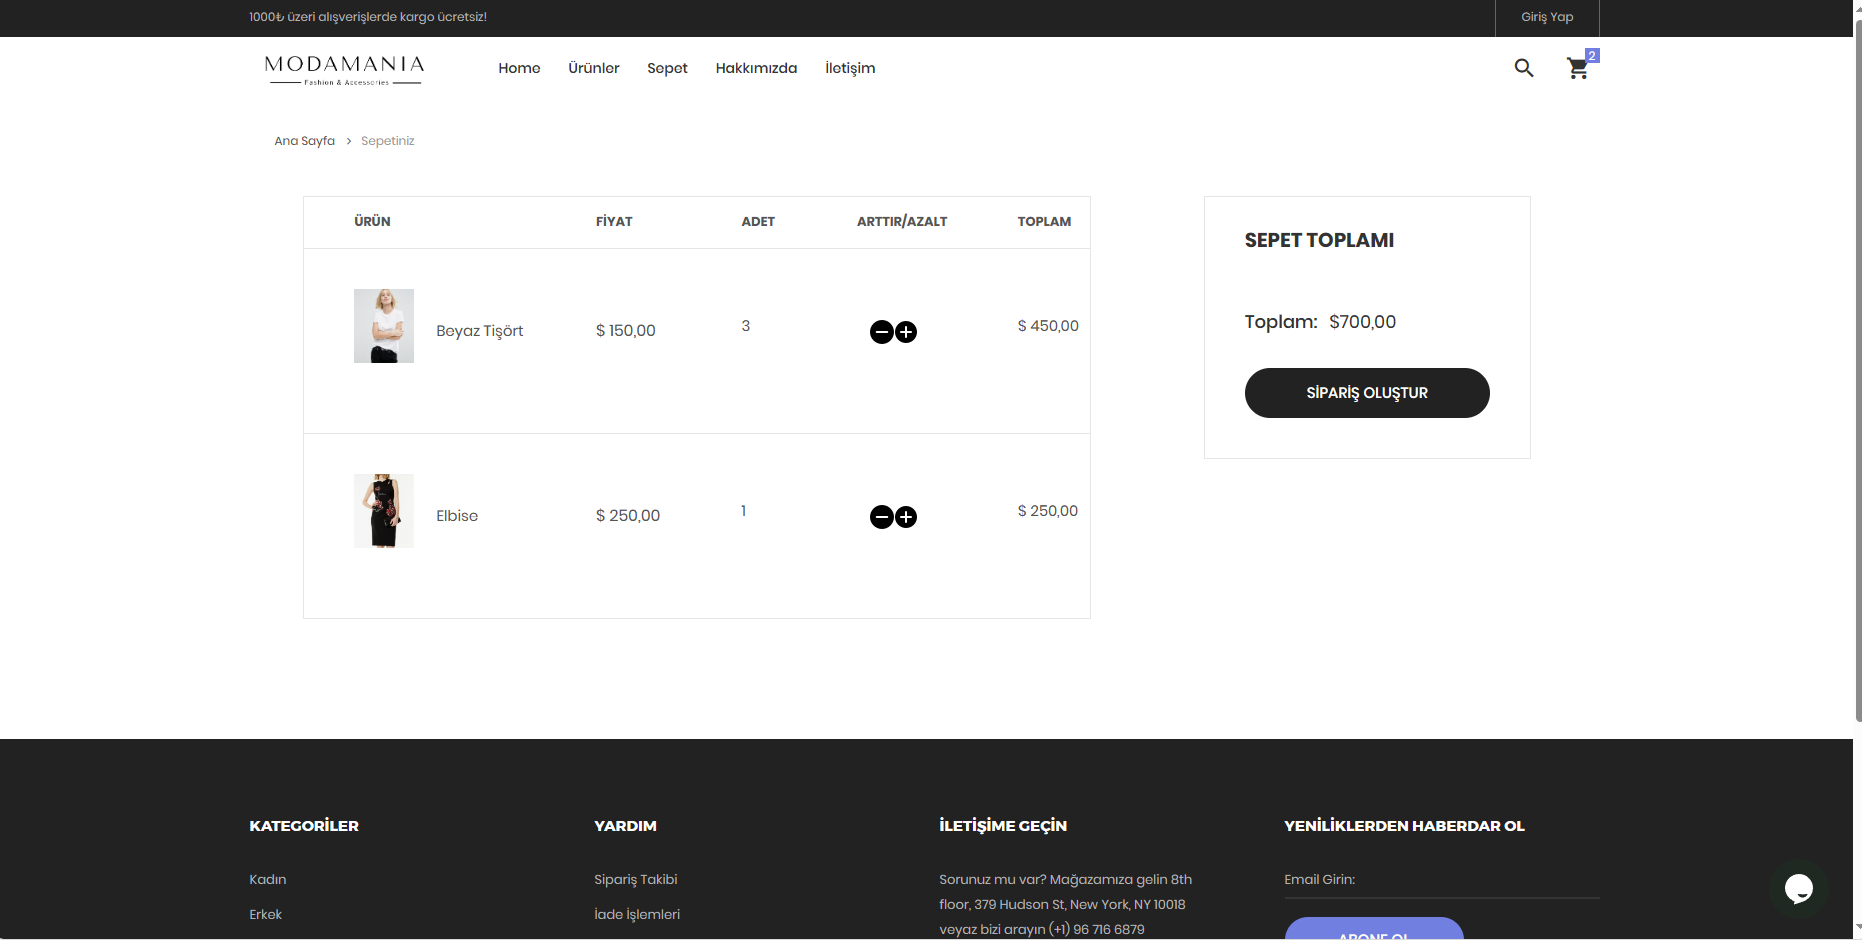 1000₺ üzeri alışverişlerde kargo ücretsiz!
Giriş Yap
MODAMANIA
Fashion & Accessories
Home
Ürünler
Sepet
Hakkımızda
İletişim
2
Ana Sayfa > Sepetiniz
ÜRÜN FİYAT ADET ARTTIR/AZALT TOPLAM
Beyaz Tişört $ 150,00 3 $ 450,00
Elbise $ 250,00 1 $ 250,00
SEPET TOPLAMI
Toplam: $700,00
SİPARİŞ OLUŞTUR
KATEGORİLER
Kadın
Erkek
YARDIM
Sipariş Takibi
İade İşlemleri
İLETİŞİME GEÇİN
Sorunuz mu var? Mağazamıza gelin 8th
floor, 379 Hudson St, New York, NY 10018
veyaz bizi arayın (+1) 96 716 6879
YENİLİKLERDEN HABERDAR OL
Email Girin:
ABONE OL